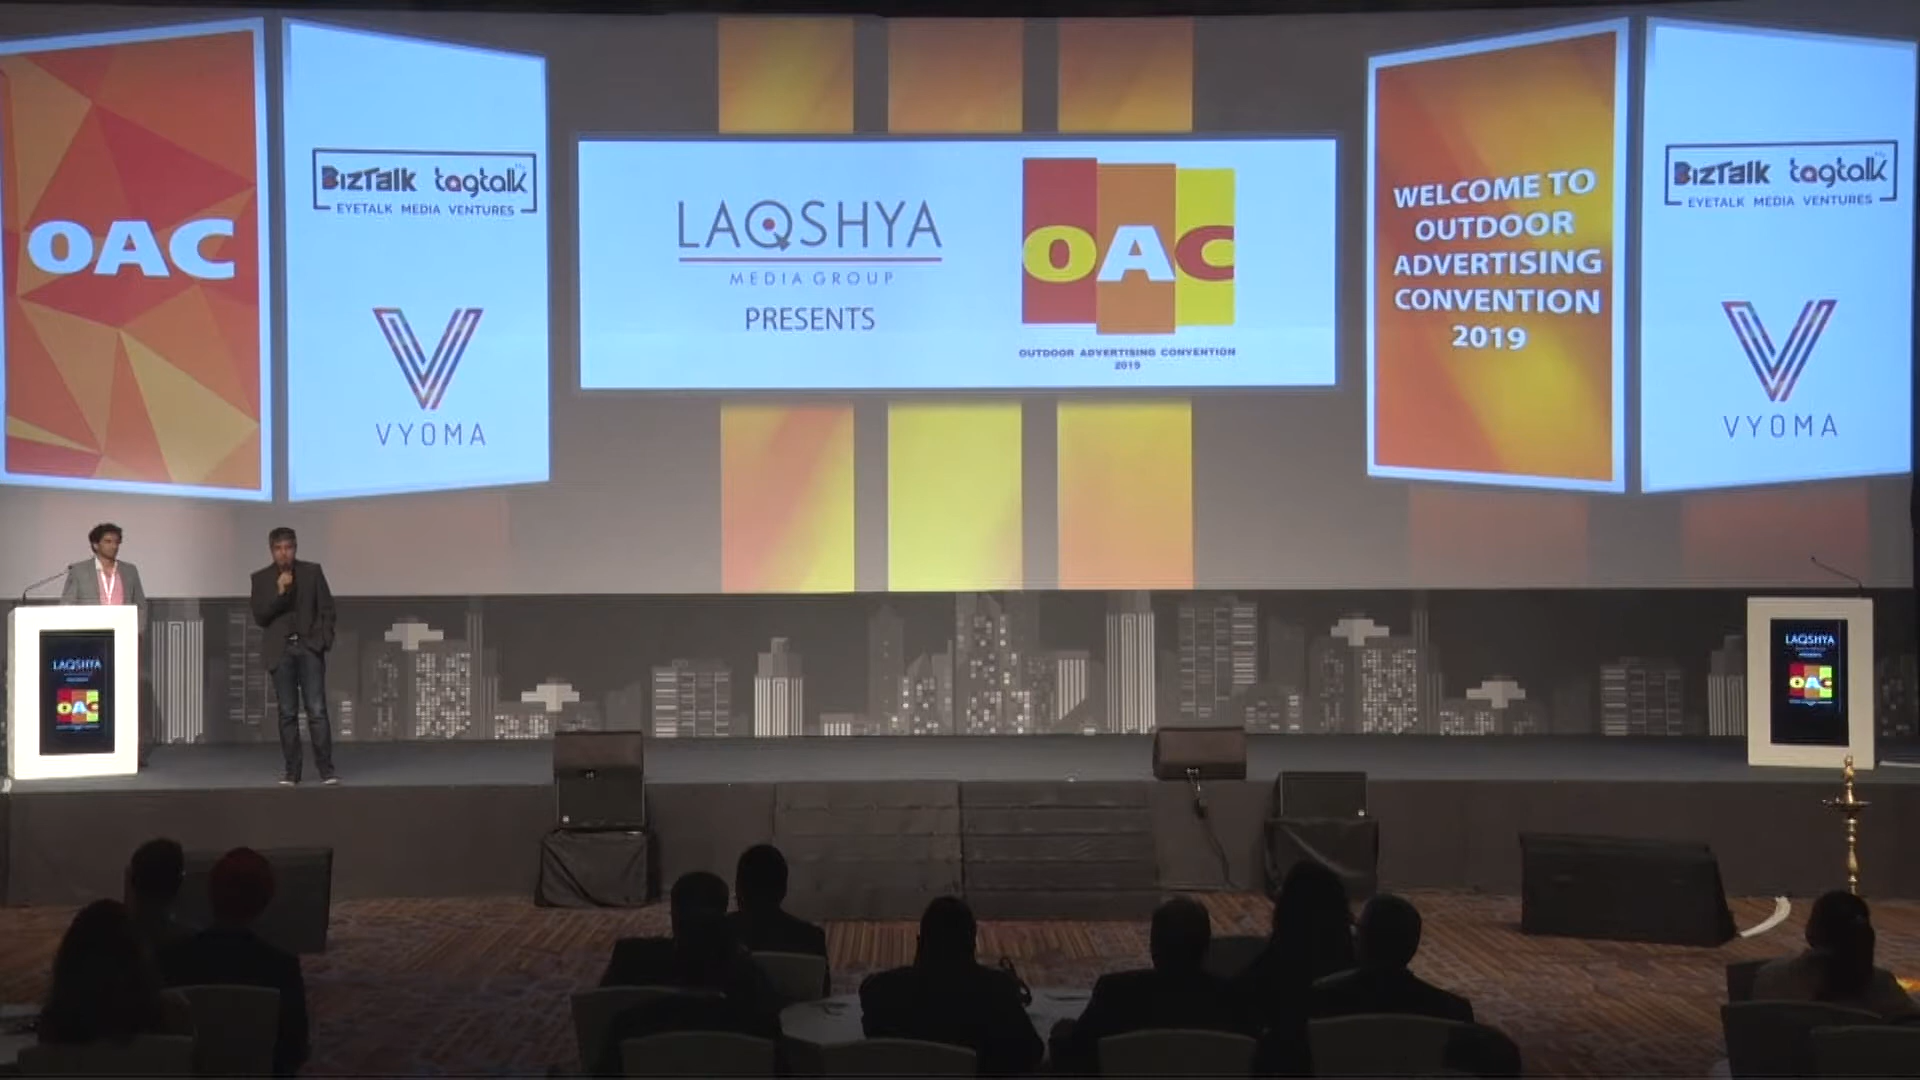 OAC
BIZTalk tagtalk
EYETALK MEDIA VENTURES
VYOMA
LAQSHYA
MEDIA GROUP
PRESENTS
OAC
OUTDOOR ADVERTISING CONVENTION
2019
WELCOME TO
OUTDOOR
ADVERTISING
CONVENTION
2019
BIZTalk tagtalk
EYETALK MEDIA VENTURES
VYOMA
LAQSHYA
OAC
LAQSHYA
OAC